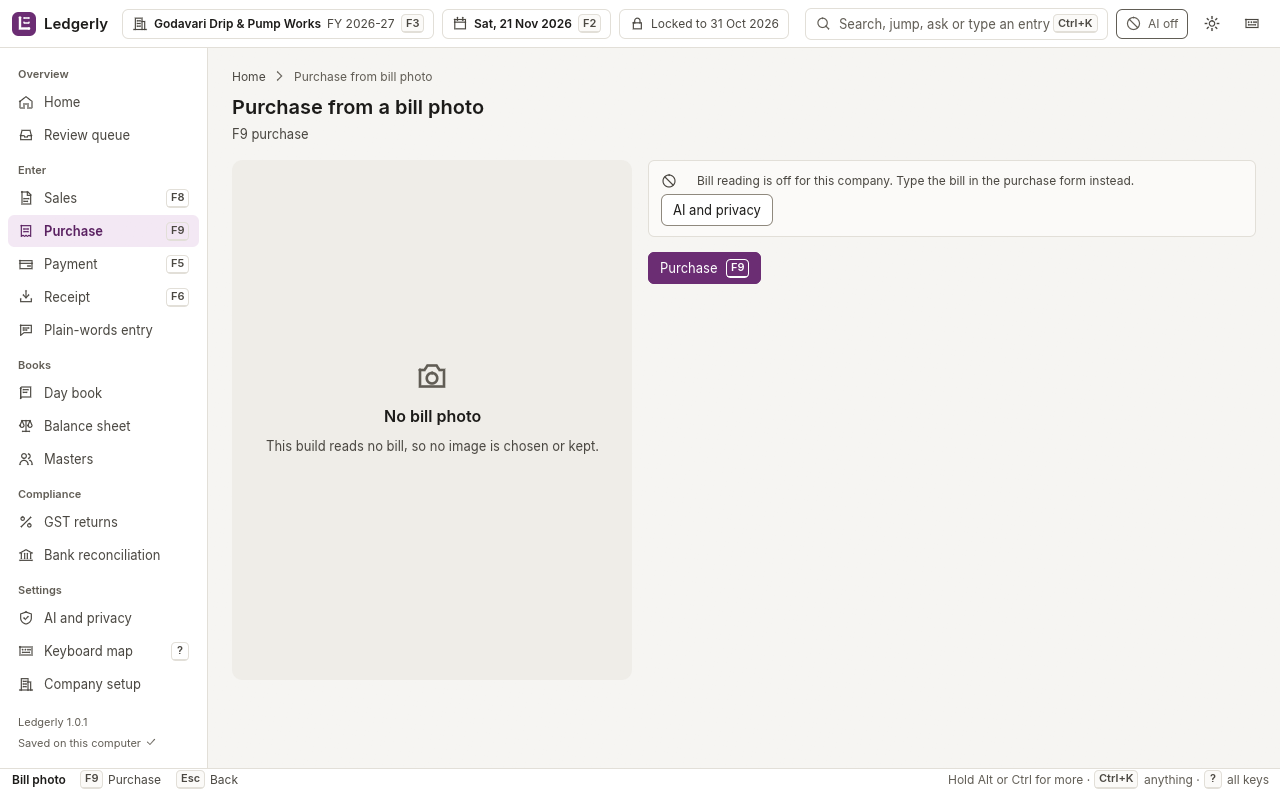 Ledgerly
Godavari Drip & Pump Works FY 2026-27 F3
Sat, 21 Nov 2026 F2
Locked to 31 Oct 2026
Search, jump, ask or type an entry Ctrl+K
AI off
Overview
Home
Review queue
Enter
Sales F8
Purchase F9
Payment F5
Receipt F6
Plain-words entry
Books
Day book
Balance sheet
Masters
Compliance
GST returns
Bank reconciliation
Settings
AI and privacy
Keyboard map ?
Company setup
Ledgerly 1.0.1
Saved on this computer
Home Purchase from bill photo
Purchase from a bill photo
F9 purchase
No bill photo
This build reads no bill, so no image is chosen or kept.
Bill reading is off for this company. Type the bill in the purchase form instead.
AI and privacy
Purchase F9
Bill photo F9 Purchase Esc Back
Hold Alt or Ctrl for more · Ctrl+K anything · ? all keys